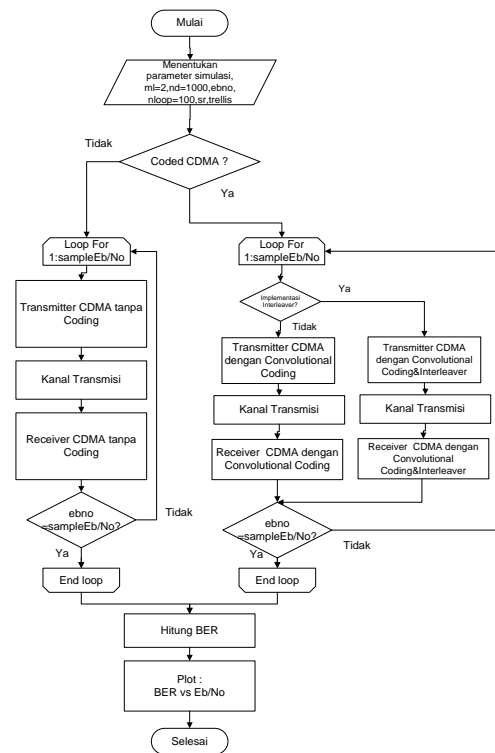 Mulai
Menentukan
parameter simulasi,
ml=2,nd=1000,ebno,
nloop=100,sr,trellis
Tidak
Coded CDMA ?
Ya
Loop For
1:sampleEb/No
Transmitter CDMA tanpa
Coding
Kanal Transmisi
Receiver CDMA tanpa
Coding
ebno
=sampleEb/No?
Tidak
Ya
End loop
Loop For
1:sampleEb/No
Implementasi
Interleaver?
Ya
Tidak
Transmitter CDMA
dengan Convolutional
Coding
Kanal Transmisi
Receiver CDMA dengan
Convolutional Coding
Transmitter CDMA
dengan Convolutional
Coding&Interleaver
Kanal Transmisi
Receiver CDMA dengan
Convolutional
Coding&Interleaver
ebno
=sampleEb/No?
Ya
Tidak
End loop
Hitung BER
Plot :
BER vs Eb/No
Selesai